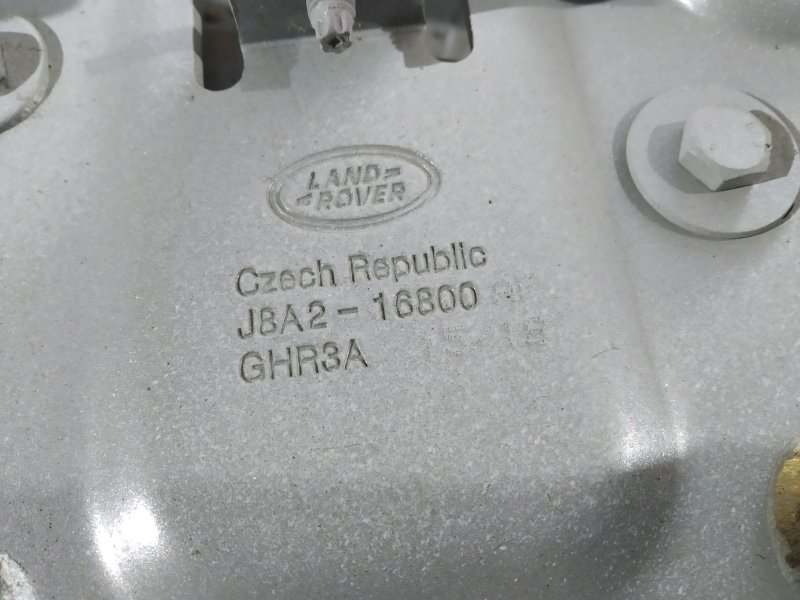 LAND
ROVER
Czech Republic
J8A2-16800
GHR3A